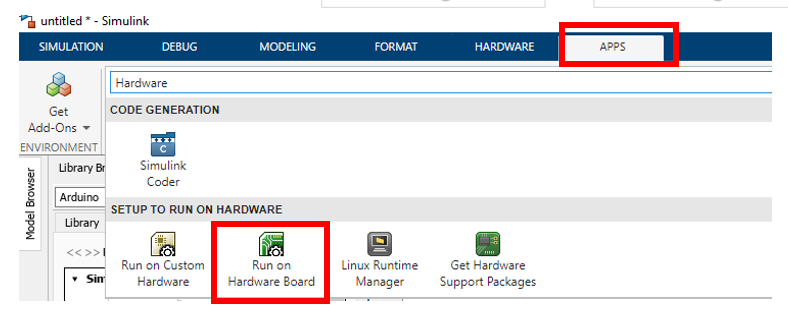 untitled * - Simulink
SIMULATION DEBUG MODELING FORMAT HARDWARE APPS
Hardware
Get
Add-Ons
ENVIRONMENT
CODE GENERATION
C
Simulink
Coder
Model Browser
Library Br
Arduino
Library
SETUP TO RUN ON HARDWARE
Run on Custom
Hardware
Run on
Hardware Board
Linux Runtime
Manager
Get Hardware
Support Packages
<< >>
Sim